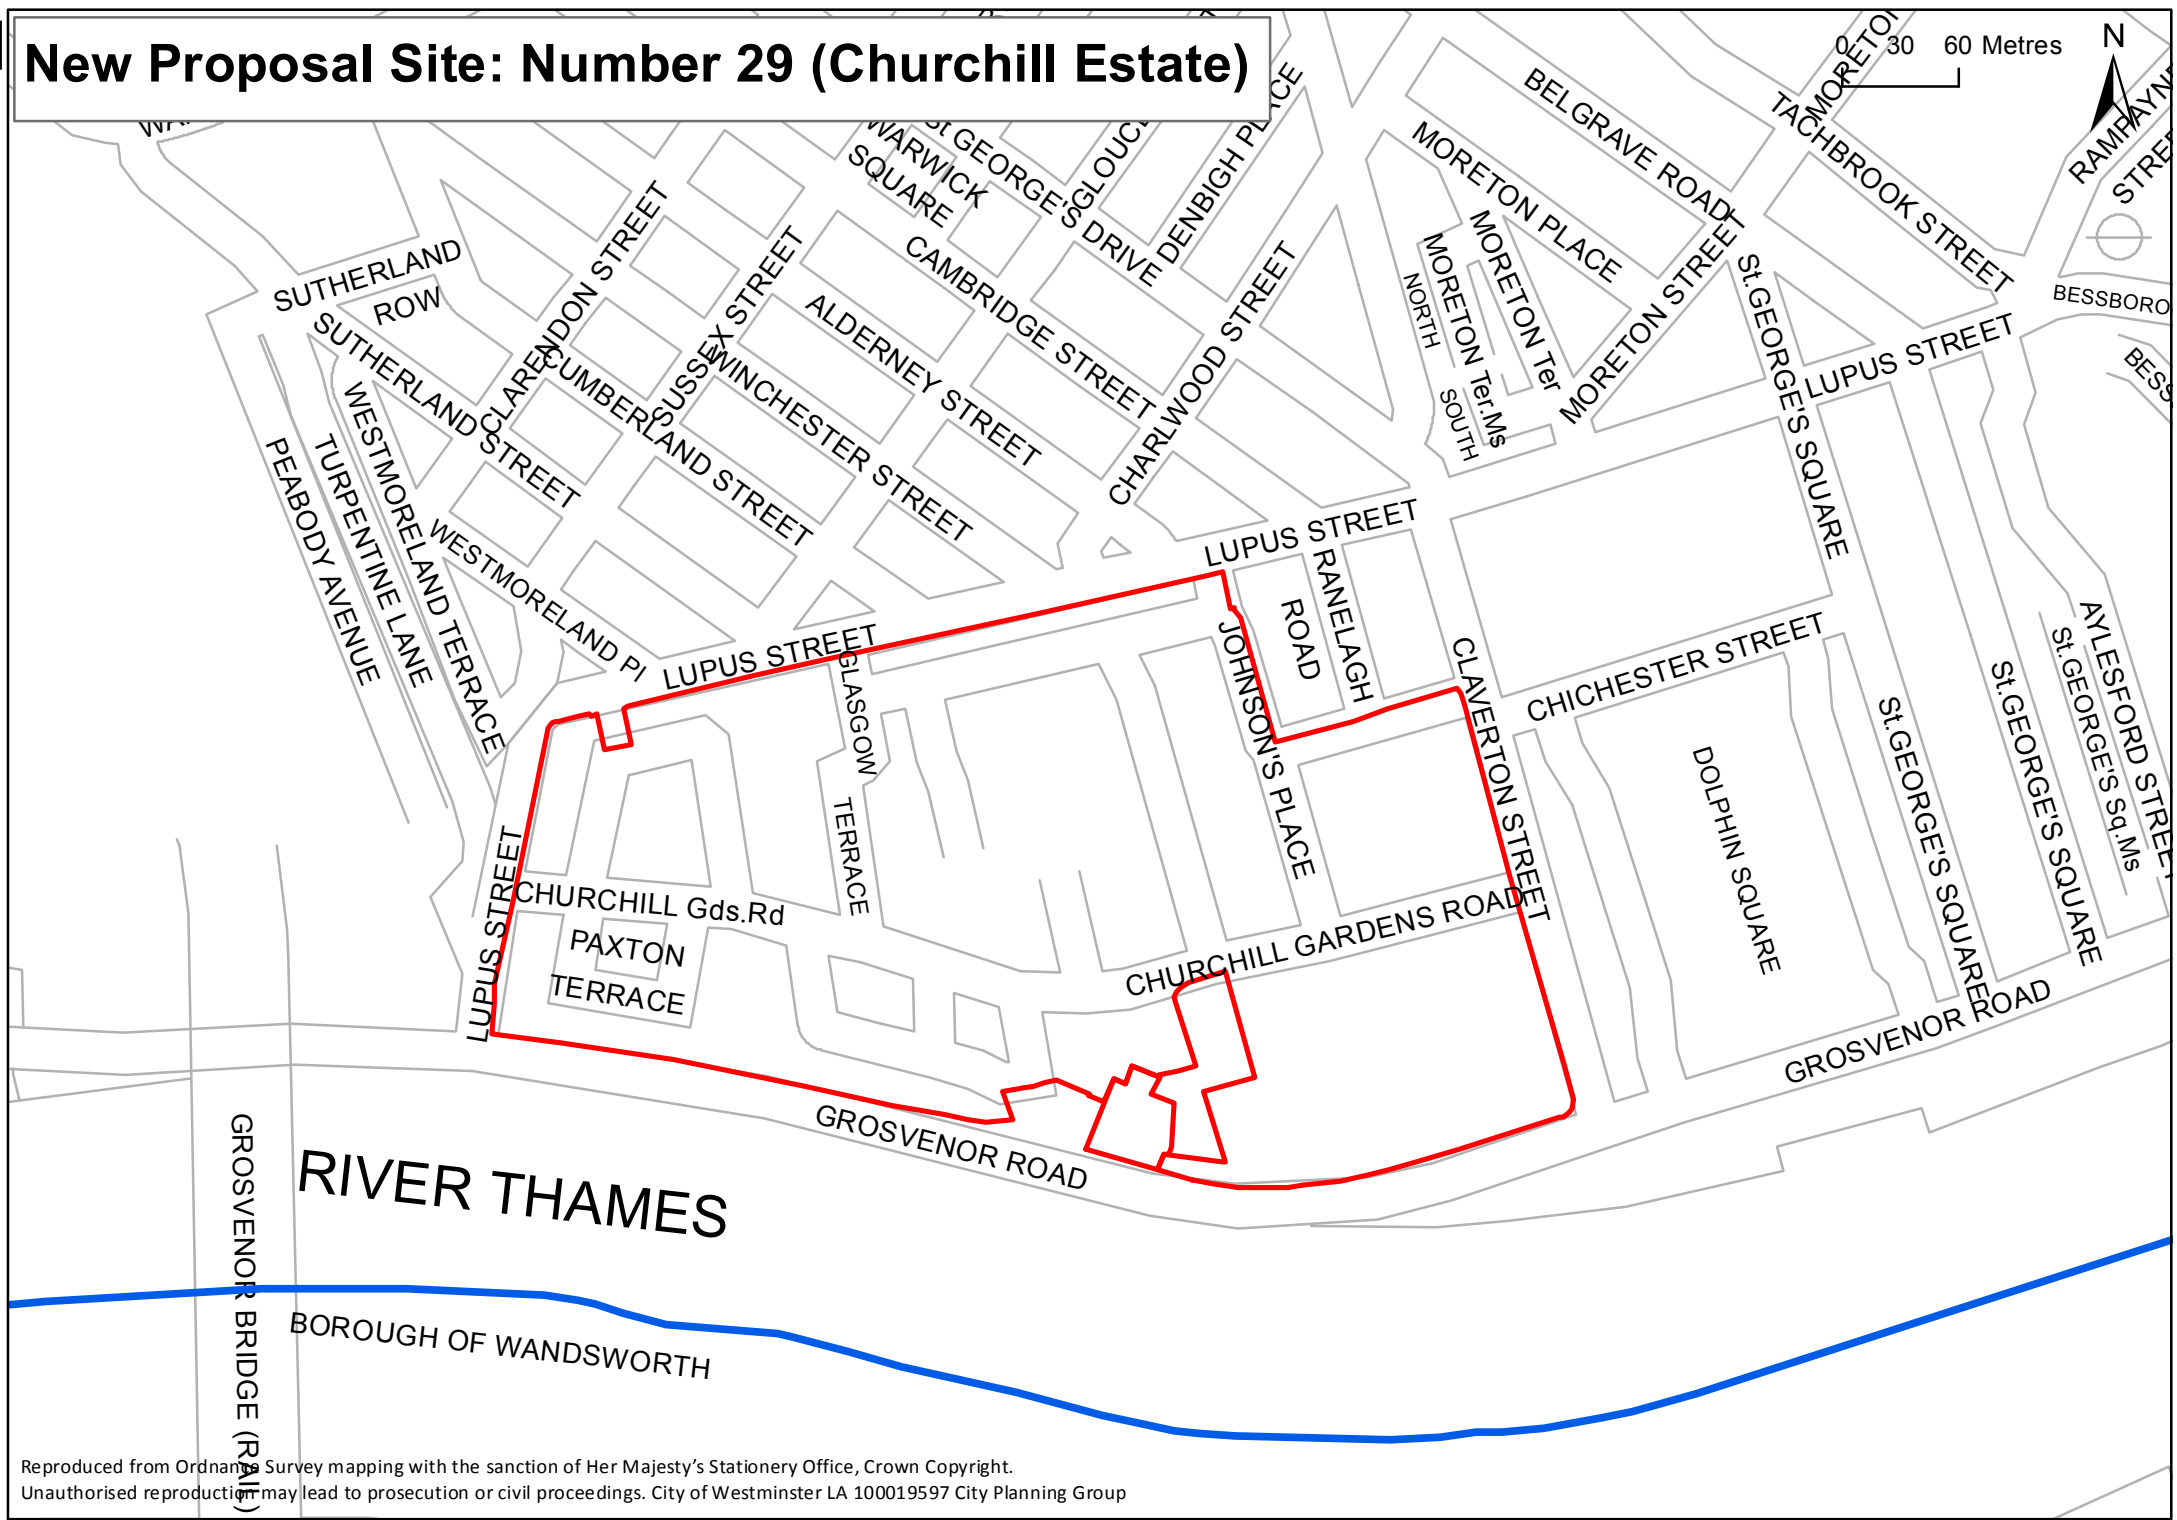 New Proposal Site: Number 29 (Churchill Estate)
0 30 60 Metres
N
WARWICK
SQUARE
St GEORGE'S DRIVE
DENBIGH PLACE
BELGRAVE ROAD
MORETON PLACE
TACHBROOK STREET
STREE
SUTHERLAND
ROW
CLARENDON STREET
SUSSEX STREET
CAMBRIDGE STREET
ALDERNEY STREET
CHARLWOOD STREET
MORETON Ter.Ms
NORTH
SOUTH
MORETON Ter
MORETON STREET
St.GEORGE'S SQUARE
BESSBORO
BESS
LUPUS STREET
SUTHERLAND STREET
CUMBERLAND STREET
WINCHESTER STREET
WESTMORELAND TERRACE
TURPENTINE LANE
PEABODY AVENUE
WESTMORELAND Pl
LUPUS STREET
LUPUS STREET
RANELAGH
ROAD
GLASGOW
TERRACE
JOHNSON'S PLACE
CLAVERTON STREET
CHICHESTER STREET
DOLPHIN SQUARE
St.GEORGE'S SQUARE
St.GEORGE'S SQUARE
St.GEORGE'S Sq.Ms
AYLESFORD STREET
LUPUS STREET
CHURCHILL Gds.Rd
PAXTON
TERRACE
CHURCHILL GARDENS ROAD
GROSVENOR ROAD
GROSVENOR ROAD
RIVER THAMES
GROSVENOR BRIDGE (RAIL)
BOROUGH OF WANDSWORTH
Reproduced from Ordnance Survey mapping with the sanction of Her Majesty's Stationery Office, Crown Copyright.
Unauthorised reproduction may lead to prosecution or civil proceedings. City of Westminster LA 100019597 City Planning Group